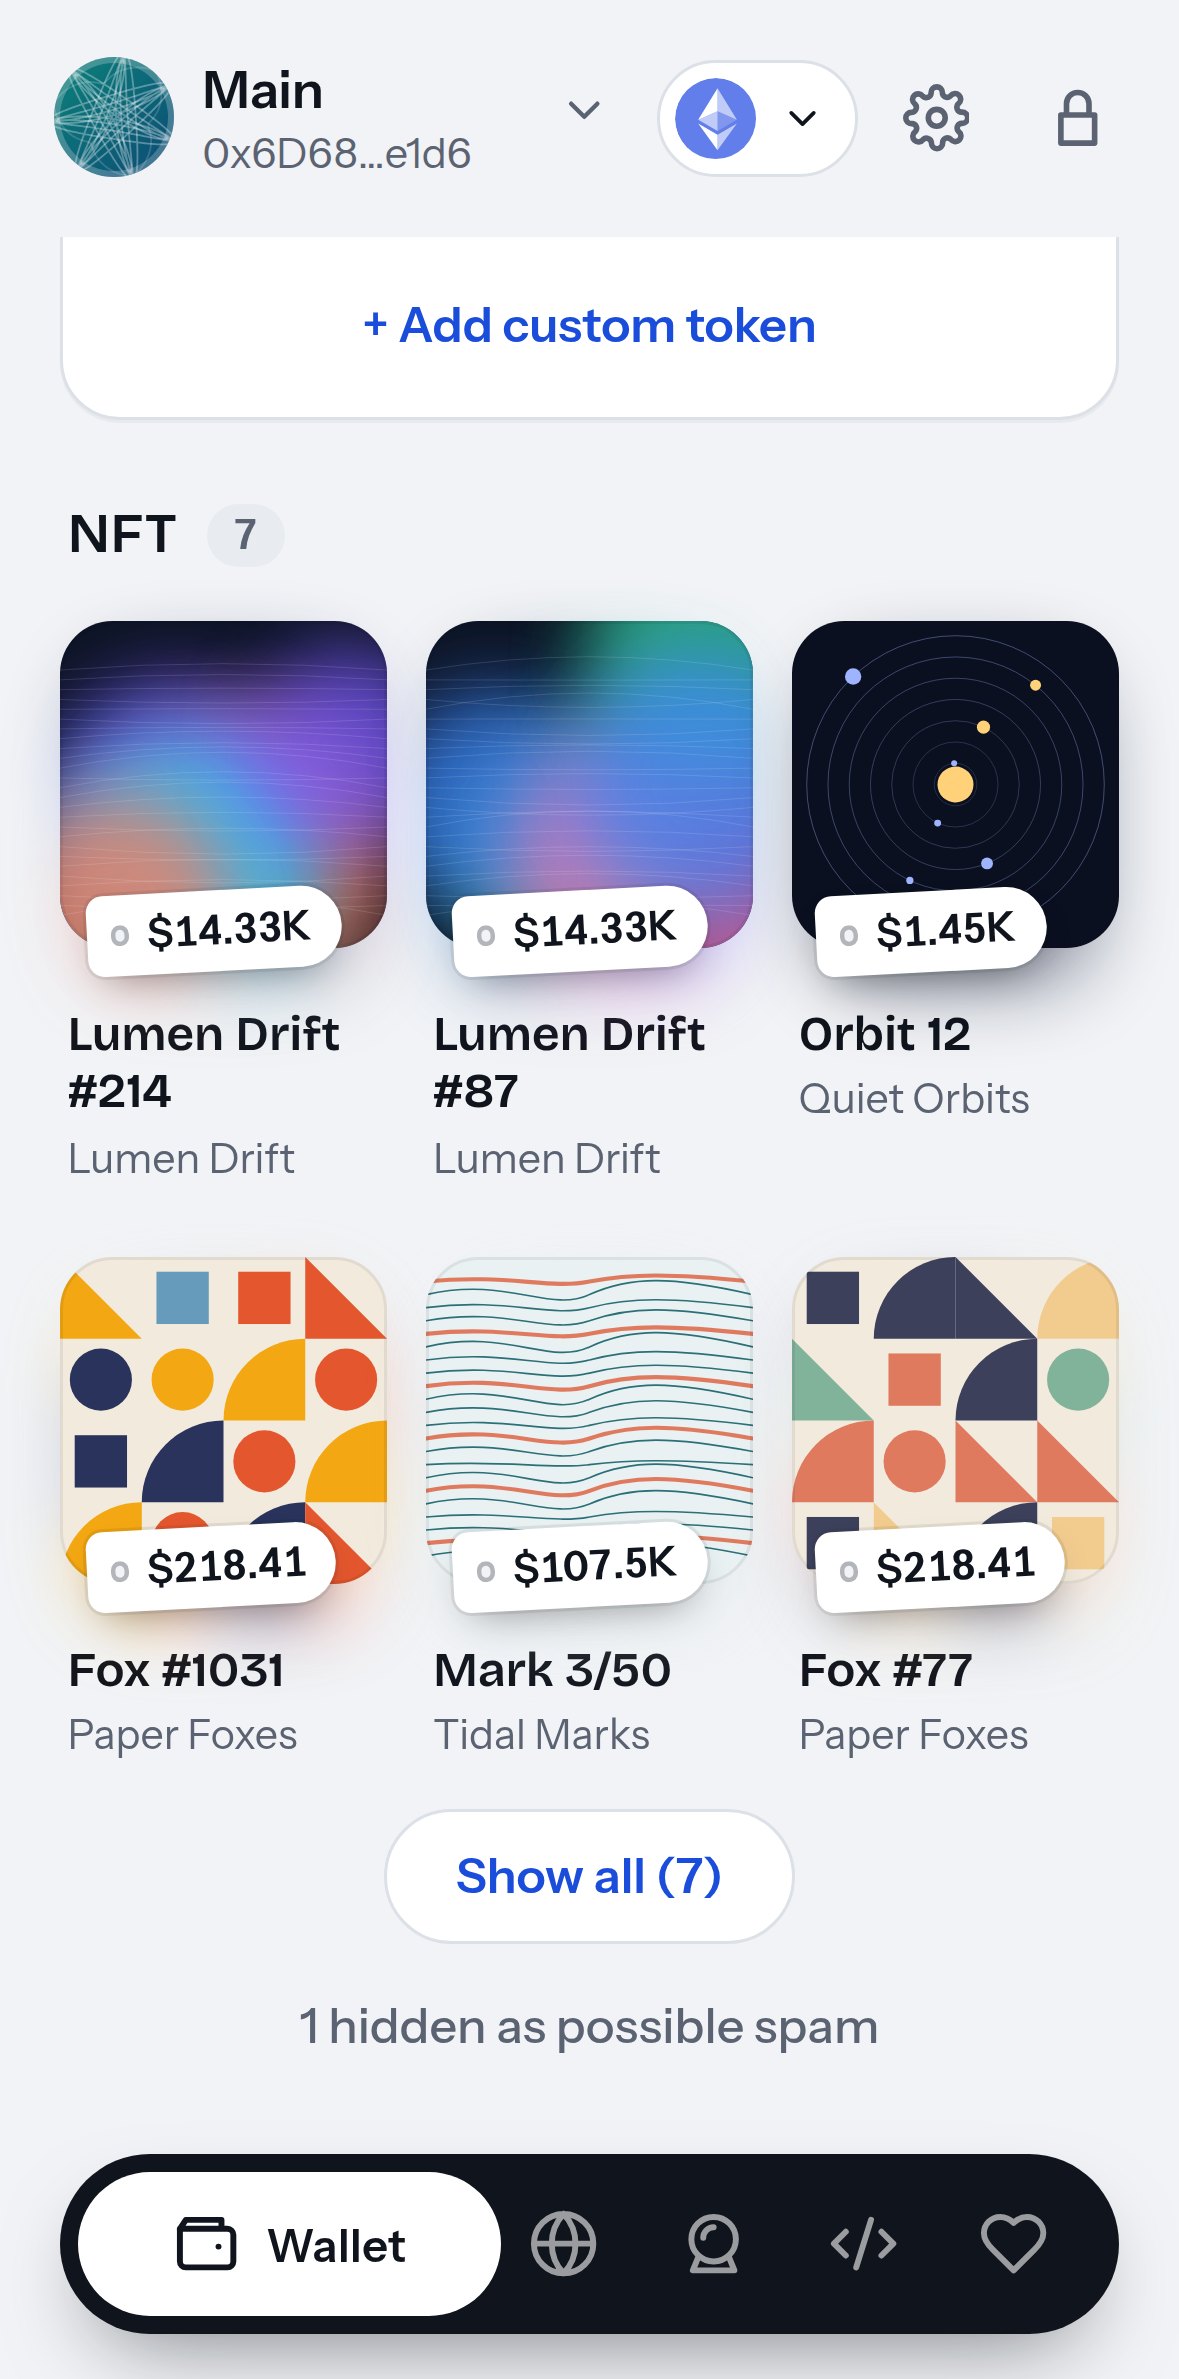 Main
0x6D68...e1d6
+ Add custom token
NFT 7
$14.33K
$14.33K
$1.45K
Lumen Drift
#214
Lumen Drift
Lumen Drift
#87
Lumen Drift
Orbit 12
Quiet Orbits
$218.41
$107.5K
$218.41
Fox #1031
Paper Foxes
Mark 3/50
Tidal Marks
Fox #77
Paper Foxes
Show all (7)
1 hidden as possible spam
Wallet